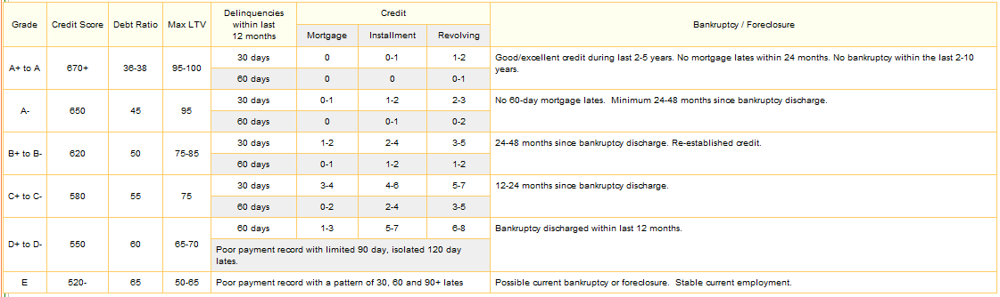 Grade Credit Score Debt Ratio Max LTV Delinquencies within last 12 months Credit Bankruptcy / Foreclosure
Mortgage Installment Revolving
A+ to A 670+ 36-38 95-100 30 days 0 0-1 1-2 Good/excellent credit during last 2-5 years. No mortgage lates within 24 months. No bankruptcy within the last 2-10
years.
60 days 0 0 0-1
A- 650 45 95 30 days 0-1 1-2 2-3 No 60-day mortgage lates. Minimum 24-48 months since bankruptcy discharge.
60 days 0 0-1 0-2
B+ to B- 620 50 75-85 30 days 1-2 2-4 3-5 24-48 months since bankruptcy discharge. Re-established credit.
60 days 0-1 1-2 1-2
C+ to C- 580 55 75 30 days 3-4 4-6 5-7 12-24 months since bankruptcy discharge.
60 days 0-2 2-4 3-5
D+ to D- 550 60 65-70 60 days 1-3 5-7 6-8 Bankruptcy discharged within last 12 months.
Poor payment record with limited 90 day, isolated 120 day
lates.
E 520- 65 50-65 Poor payment record with a pattern of 30, 60 and 90+ lates Possible current bankruptcy or foreclosure. Stable current employment.